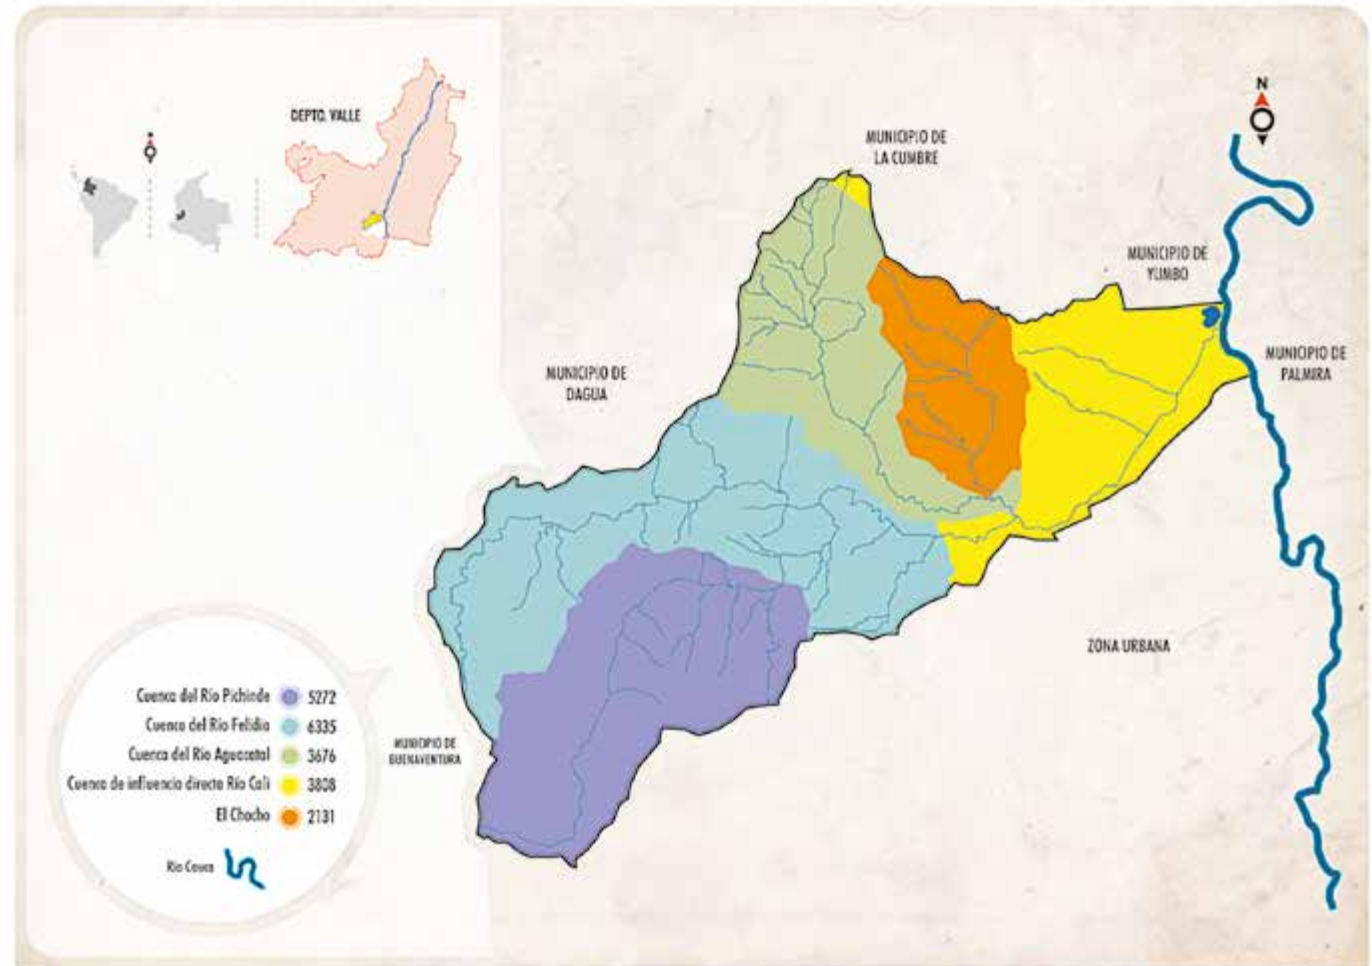 DEPTO. VALLE
N
MUNICIPIO DE
LA CUMBRE
MUNICIPIO DE
YUMBO
MUNICIPIO DE
PALMIRA
MUNICIPIO DE
DAGUA
ZONA URBANA
MUNICIPIO DE
BUENAVENTURA
Cuenca del Río Pichinde 5272
Cuenca del Río Felidia 6335
Cuenca del Río Aguacatal 3676
Cuenca de influencia directa Río Cali 3808
El Chocho 2131
Río Cauca